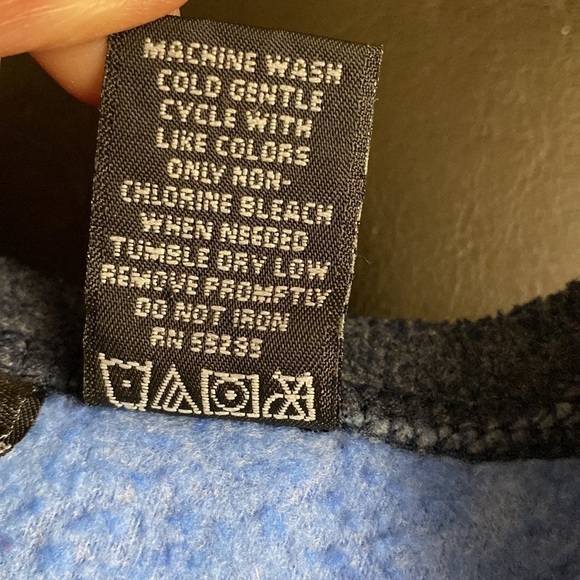 MACHINE WASH
COLD GENTLE
CYCLE WITH
LIKE COLORS
ONLY NON-
CHLORINE BLEACH
WHEN NEEDED
TUMBLE DRY LOW
REMOVE PROMPTLY
DO NOT IRON
RN 65285